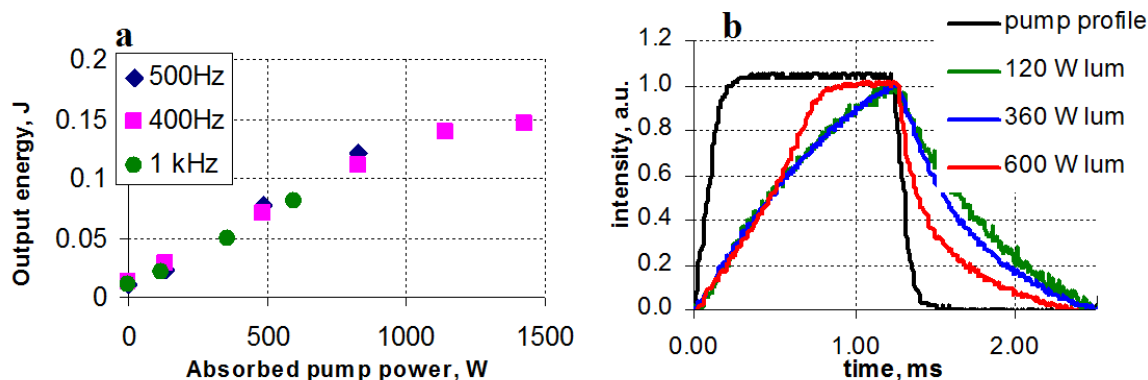 a
0.2
0.15
0.1
0.05
0
Output energy, J
500Hz
400Hz
1 kHz
0
500
1000
1500
Absorbed pump power, W
b
1.2
1.0
0.8
0.6
0.4
0.2
0.0
intensity, a.u.
pump profile
120 W lum
360 W lum
600 W lum
0.00
1.00
2.00
time, ms